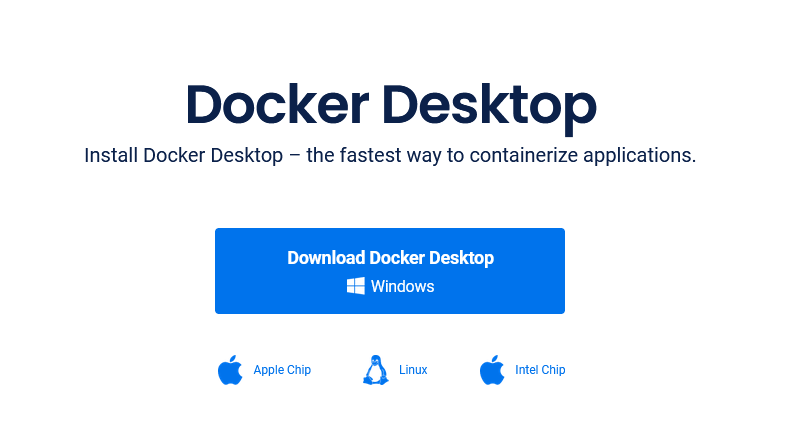 Docker Desktop
Install Docker Desktop – the fastest way to containerize applications.
Download Docker Desktop
Windows
Apple Chip Linux Intel Chip